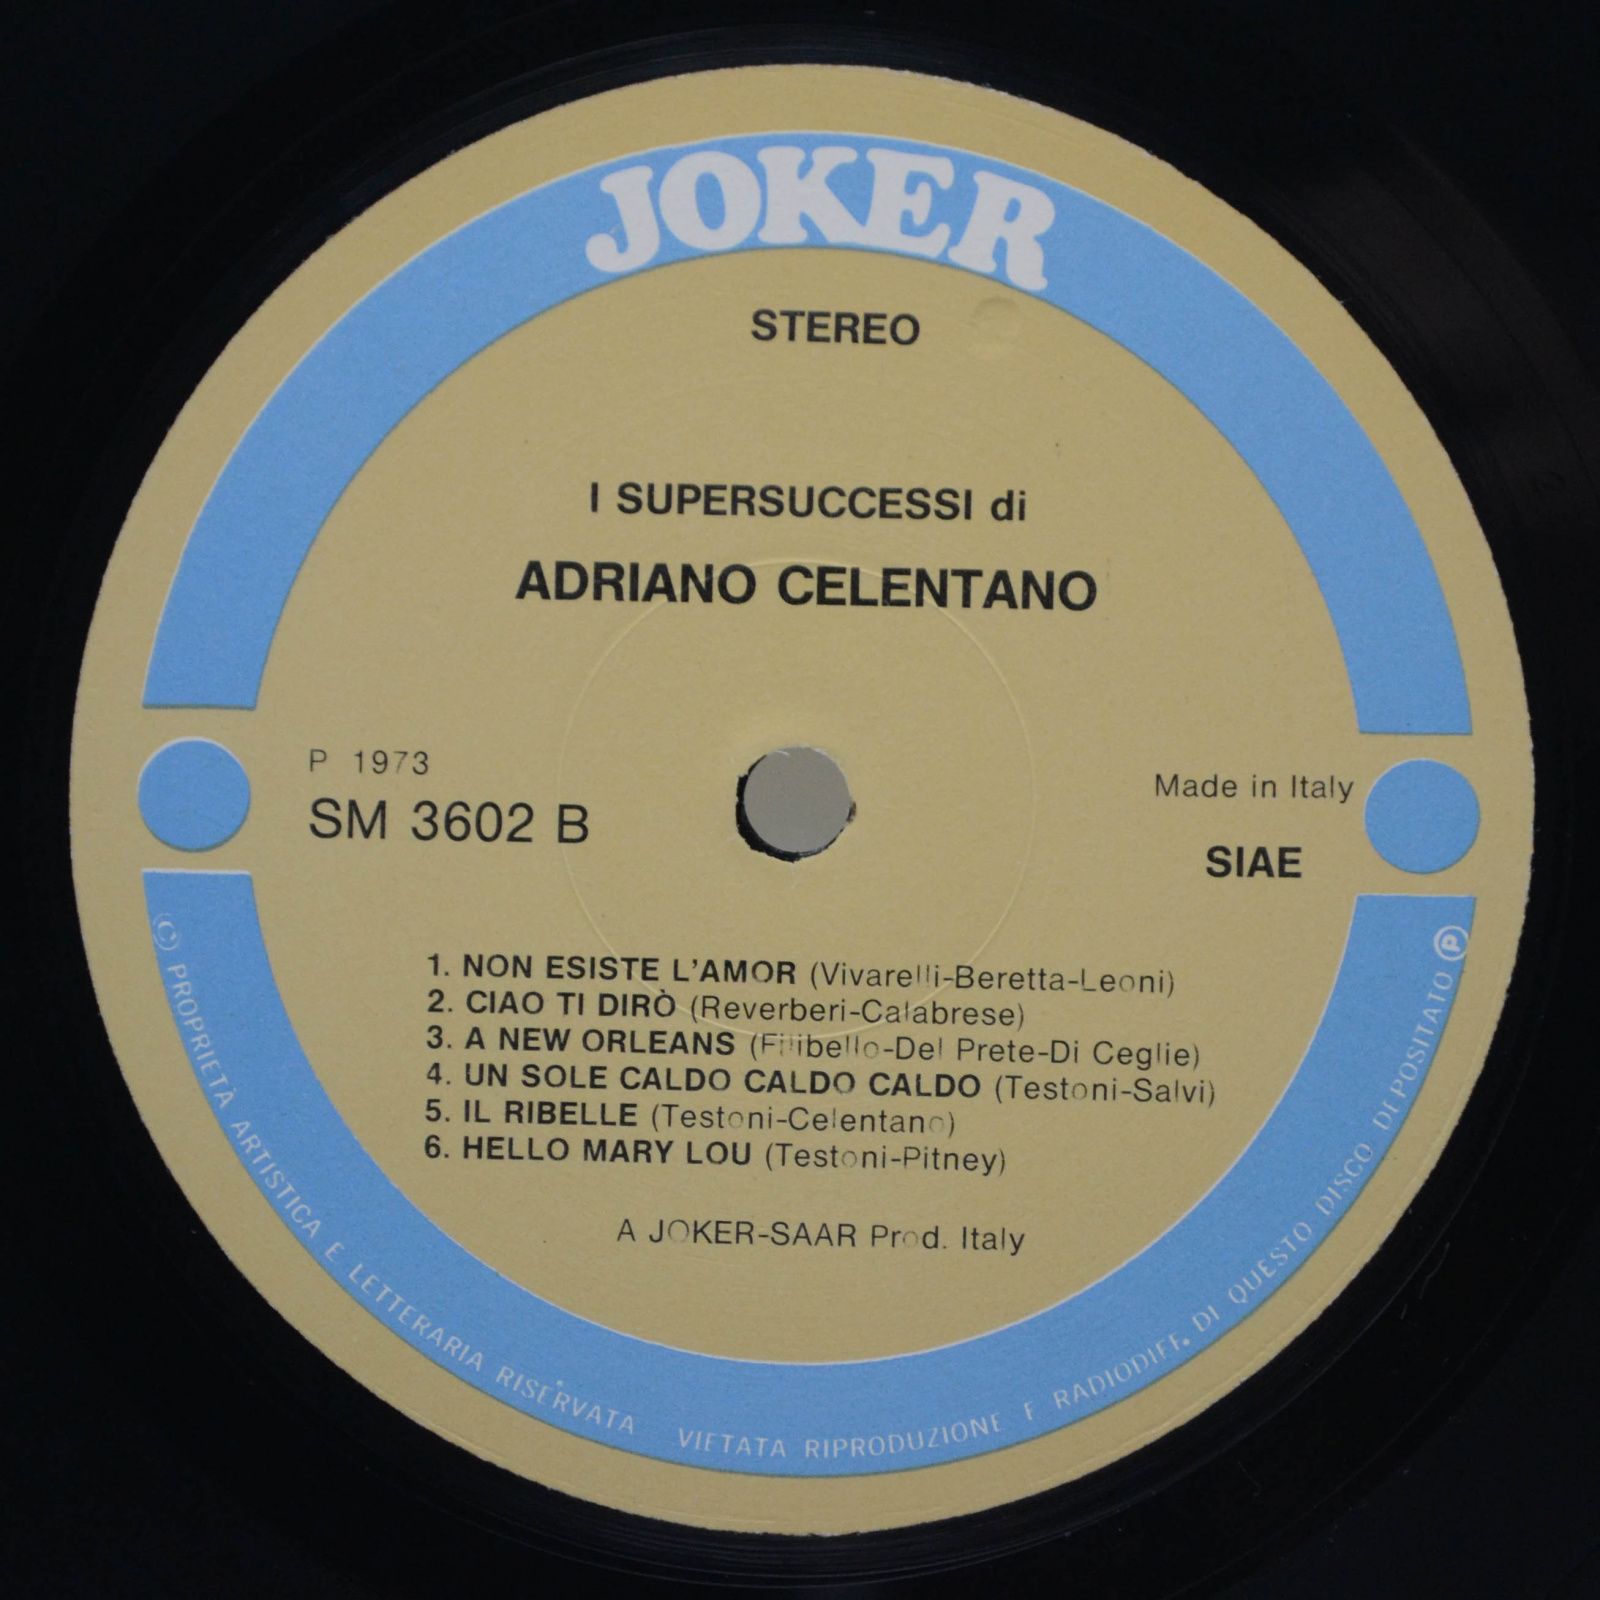 JOKER
STEREO
I SUPERSUCCESSI di
ADRIANO CELENTANO
P 1973
SM 3602 B
Made in Italy
SIAE
1. NON ESISTE L'AMOR (Vivarelli-Beretta-Leoni)
2. CIAO TI DIRÒ (Reverberi-Calabrese)
3. A NEW ORLEANS (Filibello-Del Prete-Di Ceglie)
4. UN SOLE CALDO CALDO CALDO (Testoni-Salvi)
5. IL RIBELLE (Testoni-Celentano)
6. HELLO MARY LOU (Testoni-Pitney)
A JOKER-SAAR Prod. Italy
Ⓒ PROPRIETÀ ARTISTICA E LETTERARIA RISERVATA VIETATA RIPRODUZIONE E RADIODIFF. DI QUESTO DISCO DEPOSITATO Ⓟ